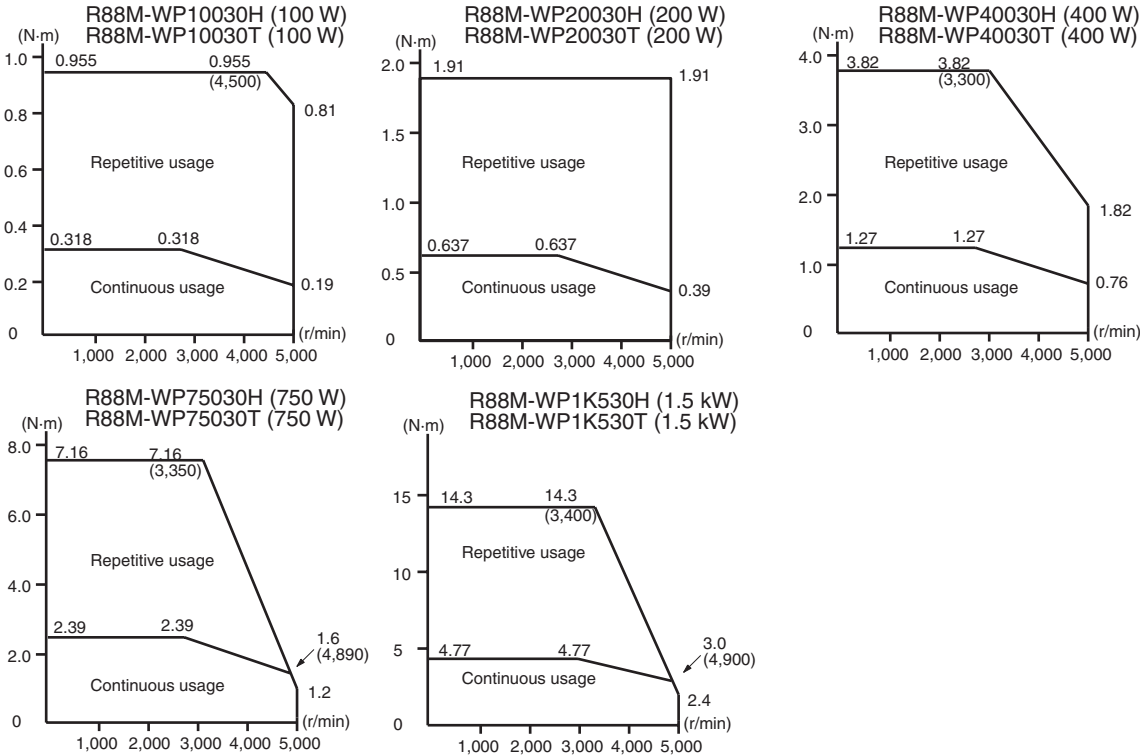 R88M-WP10030H (100 W)
R88M-WP10030T (100 W)
(N·m)
1.0
0.955
0.955
(4,500)
0.8
0.81
0.6
Repetitive usage
0.4
0.318
0.318
0.2
Continuous usage
0.19
0
(r/min)
1,000 2,000 3,000 4,000 5,000
R88M-WP20030H (200 W)
R88M-WP20030T (200 W)
(N·m)
2.0
1.91
1.91
1.5
Repetitive usage
1.0
0.637
0.637
0.5
Continuous usage
0.39
0
(r/min)
1,000 2,000 3,000 4,000 5,000
R88M-WP40030H (400 W)
R88M-WP40030T (400 W)
(N·m)
4.0
3.82
3.82
(3,300)
3.0
Repetitive usage
2.0
1.82
1.27
1.27
1.0
Continuous usage
0.76
0
(r/min)
1,000 2,000 3,000 4,000 5,000
R88M-WP75030H (750 W)
R88M-WP75030T (750 W)
(N·m)
8.0
7.16
7.16
(3,350)
6.0
Repetitive usage
4.0
2.39
2.39
1.6
(4,890)
2.0
Continuous usage
1.2
0
(r/min)
1,000 2,000 3,000 4,000 5,000
R88M-WP1K530H (1.5 kW)
R88M-WP1K530T (1.5 kW)
(N·m)
15
14.3
14.3
(3,400)
Repetitive usage
10
5
4.77
4.77
3.0
(4,900)
Continuous usage
2.4
0
(r/min)
1,000 2,000 3,000 4,000 5,000